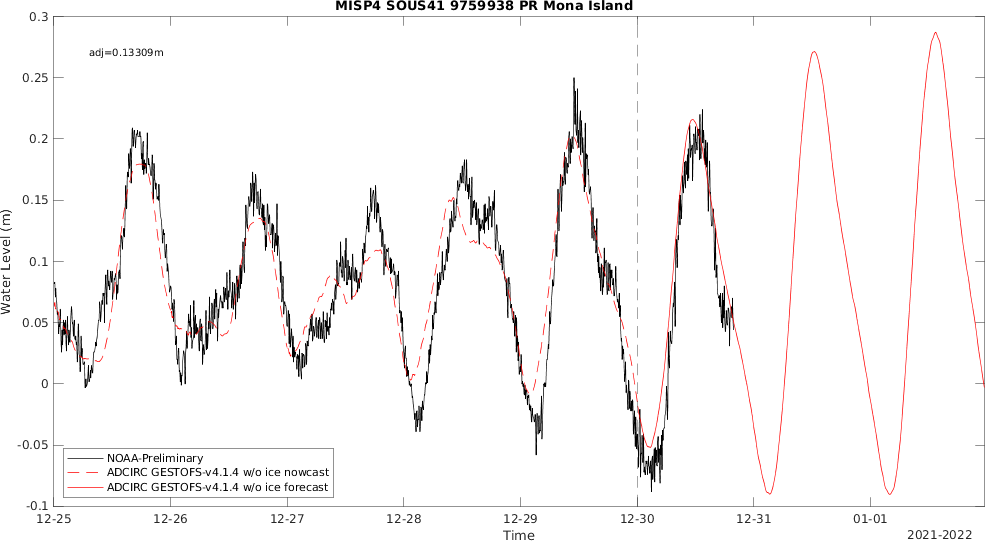 MISP4 SOUS41 9759938 PR Mona Island
adj=0.13309m
0.3
0.25
0.2
0.15
0.1
0.05
0
-0.05
-0.1
Water Level (m)
NOAA-Preliminary
ADCIRC GESTOFS-v4.1.4 w/o ice nowcast
ADCIRC GESTOFS-v4.1.4 w/o ice forecast
12-25 12-26 12-27 12-28 12-29 12-30 12-31 01-01
Time
2021-2022